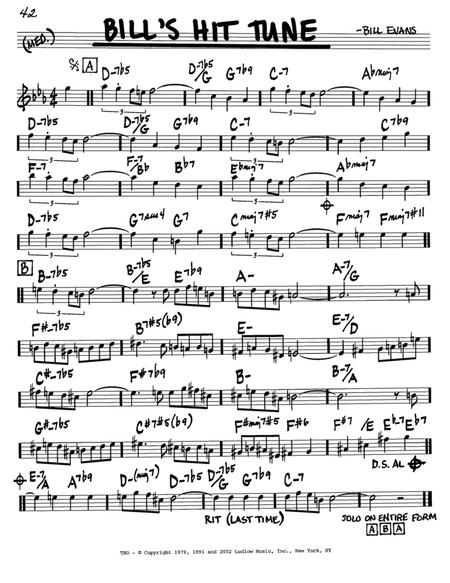 42
(MED.) BILL'S HIT TUNE -BILL EVANS
A D-7b5 D-7b5/G G7b9 C-7 Abmaj7
D-7b5 D-7b5/G G7b9 C-7 C7b9
F-7 F-7/Bb Bb7 Ebmaj7 Abmaj7
D-7b5 G7sus4 G7 Cmaj7#5 Fmaj7 Fmaj7#11
B B-7b5 B-7b5/E E7b9 A- A-7/G
F#-7b5 B7#5(b9) E- E-7/D
C#-7b5 F#7b9 B- B-7/A
G#-7b5 C#7#5(b9) F#maj7#5 F#6 F#7 /E Eb-7 Eb7
D.S. AL
E-7/A A7b9 D-(maj7) D-7b5 D-7b5/G G7b9 C-7
RIT (LAST TIME) SOLO ON ENTIRE FORM
A B A
TRO - © Copyright 1979, 1991 and 2002 Ludlow Music, Inc., New York, NY